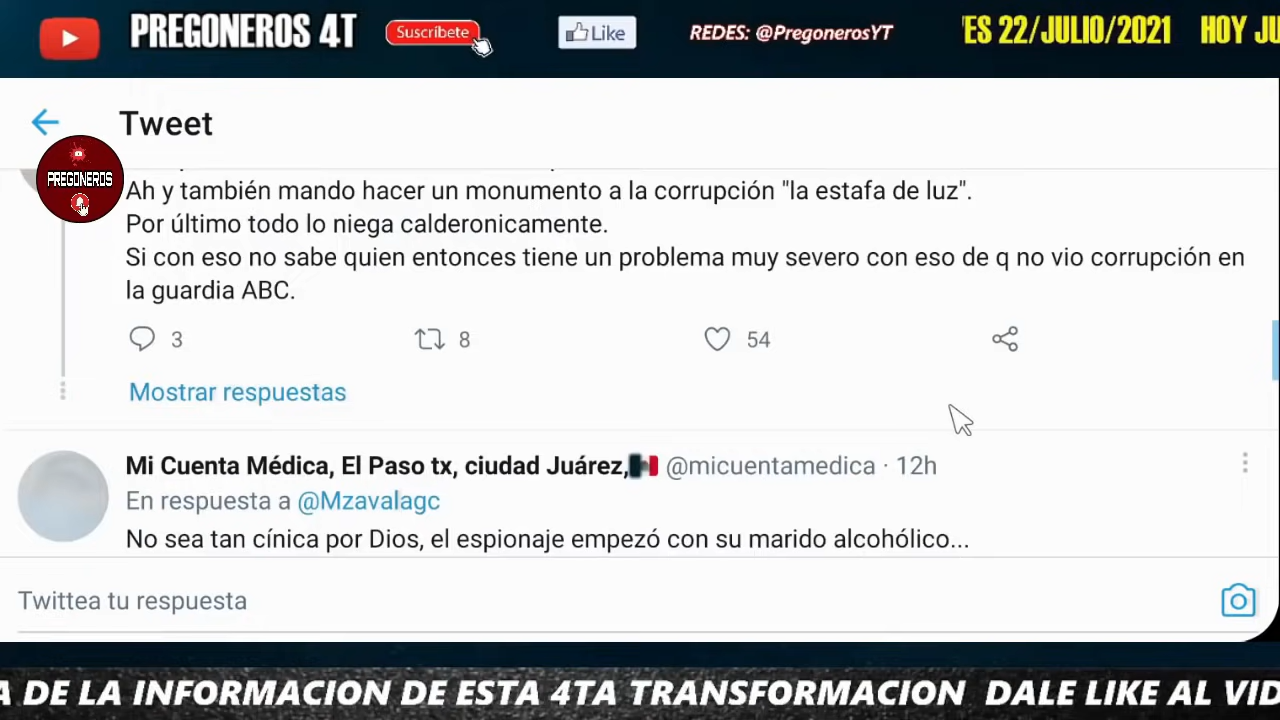 PREGONEROS 4T
Suscríbete
Like
REDES: @PregonerosYT
ES 22/JULIO/2021 HOY JU
Tweet
PREGONEROS
Ah y también mando hacer un monumento a la corrupción "la estafa de luz".
Por último todo lo niega calderonicamente.
Si con eso no sabe quien entonces tiene un problema muy severo con eso de q no vio corrupción en
la guardia ABC.
3 8 54
Mostrar respuestas
Mi Cuenta Médica, El Paso tx, ciudad Juárez, @micuentamedica · 12h
En respuesta a @Mzavalagc
No sea tan cínica por Dios, el espionaje empezó con su marido alcohólico...
Twittea tu respuesta
A DE LA INFORMACION DE ESTA 4TA TRANSFORMACION DALE LIKE AL VID